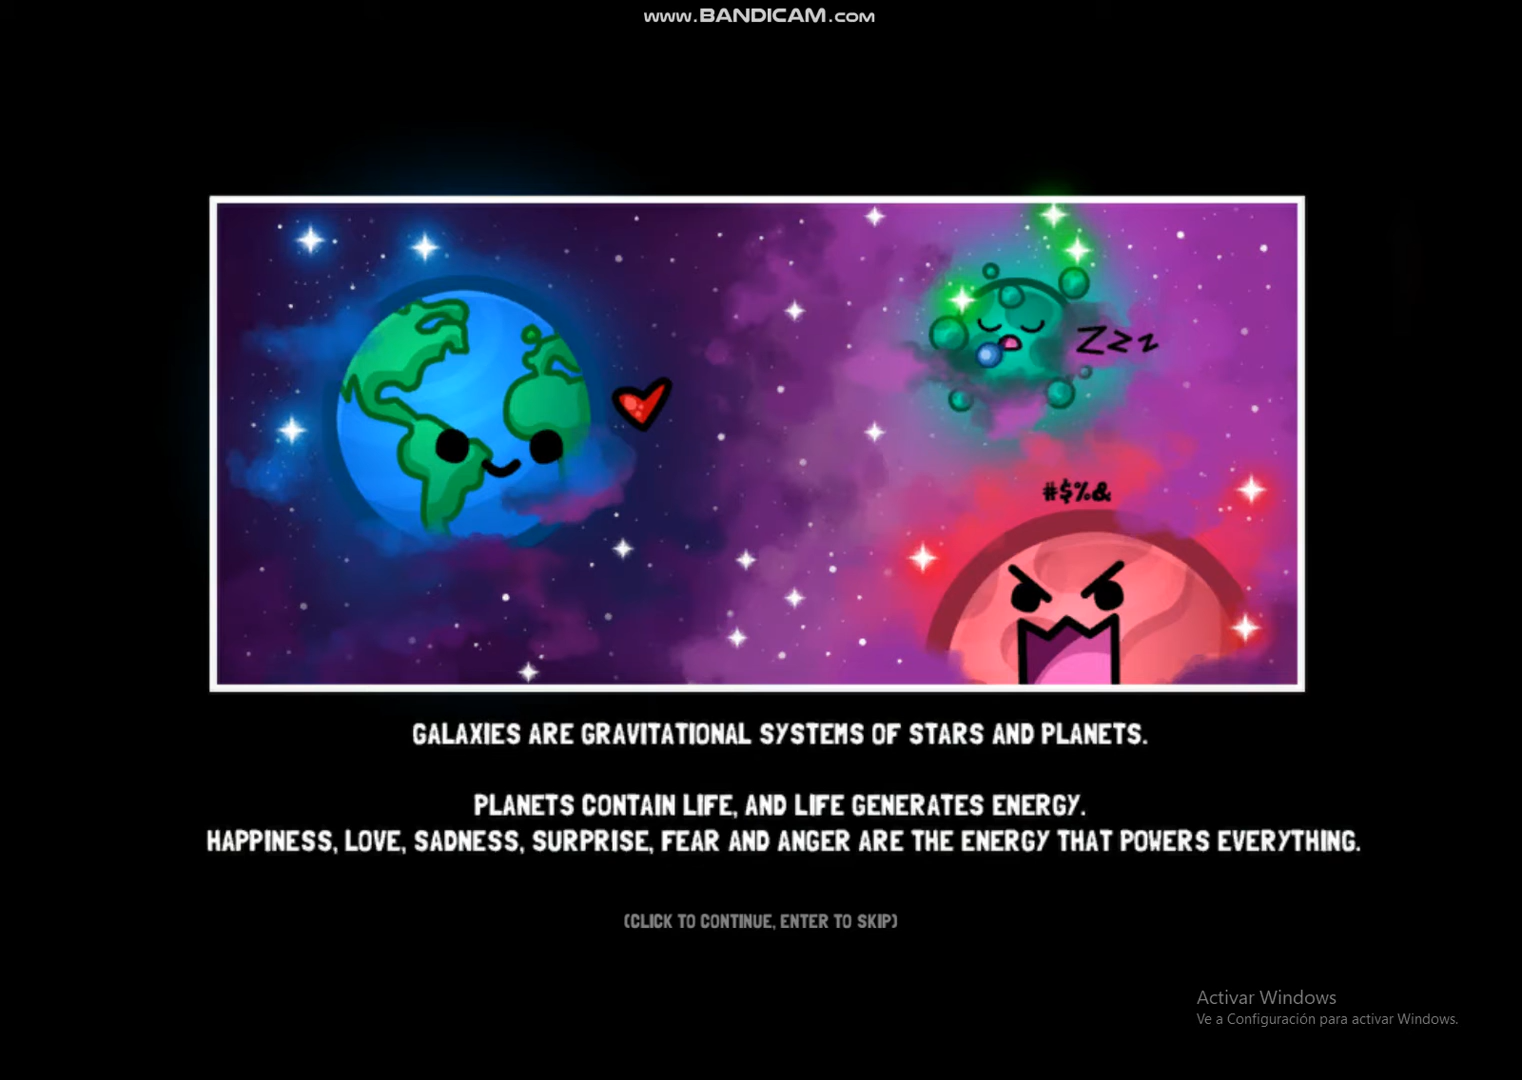 www.BANDICAM.com
ZZZ
#$%&
GALAXIES ARE GRAVITATIONAL SYSTEMS OF STARS AND PLANETS.
PLANETS CONTAIN LIFE, AND LIFE GENERATES ENERGY.
HAPPINESS, LOVE, SADNESS, SURPRISE, FEAR AND ANGER ARE THE ENERGY THAT POWERS EVERYTHING.
(CLICK TO CONTINUE, ENTER TO SKIP)
Activar Windows
Ve a Configuración para activar Windows.